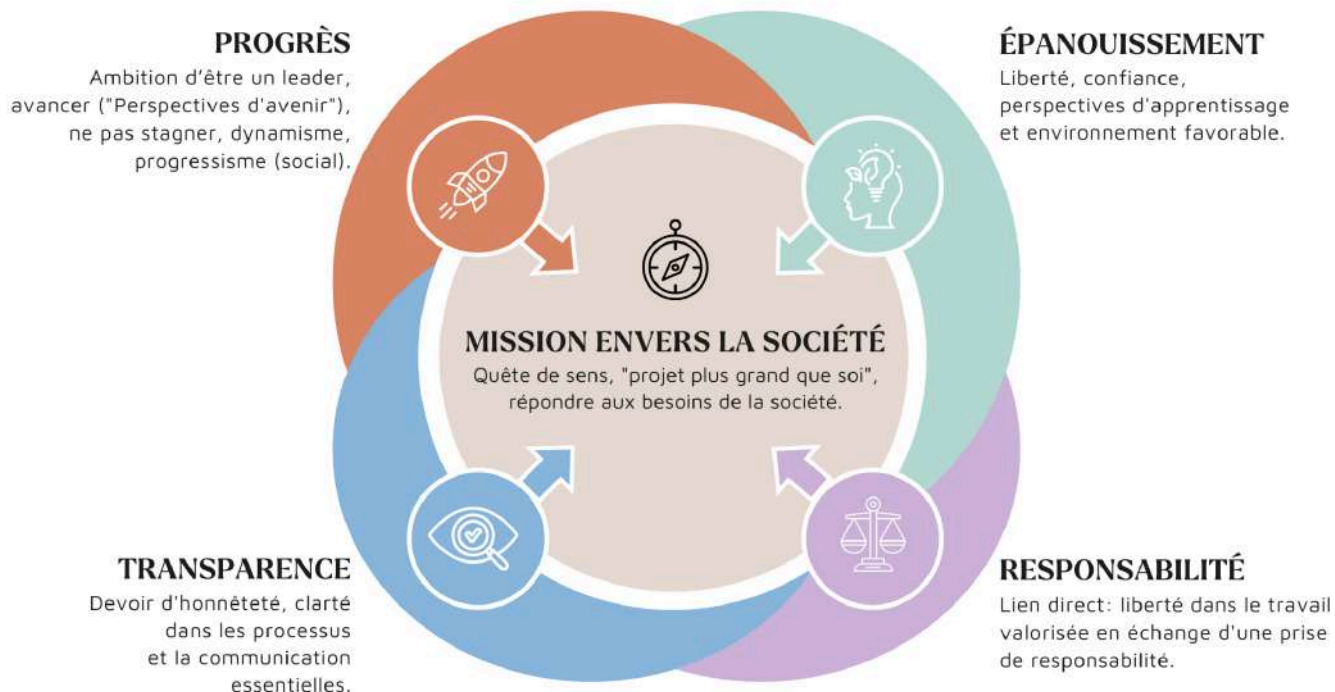 PROGRÈS
Ambition d'être un leader,
avancer ("Perspectives d'avenir"),
ne pas stagner, dynamisme,
progressisme (social).
ÉPANOUISSEMENT
Liberté, confiance,
perspectives d'apprentissage
et environnement favorable.
MISSION ENVERS LA SOCIÉTÉ
Quête de sens, "projet plus grand que soi",
répondre aux besoins de la société.
TRANSPARENCE
Devoir d'honnêteté, clarté
dans les processus
et la communication
essentielles.
RESPONSABILITÉ
Lien direct: liberté dans le travail
valorisée en échange d'une prise
de responsabilité.